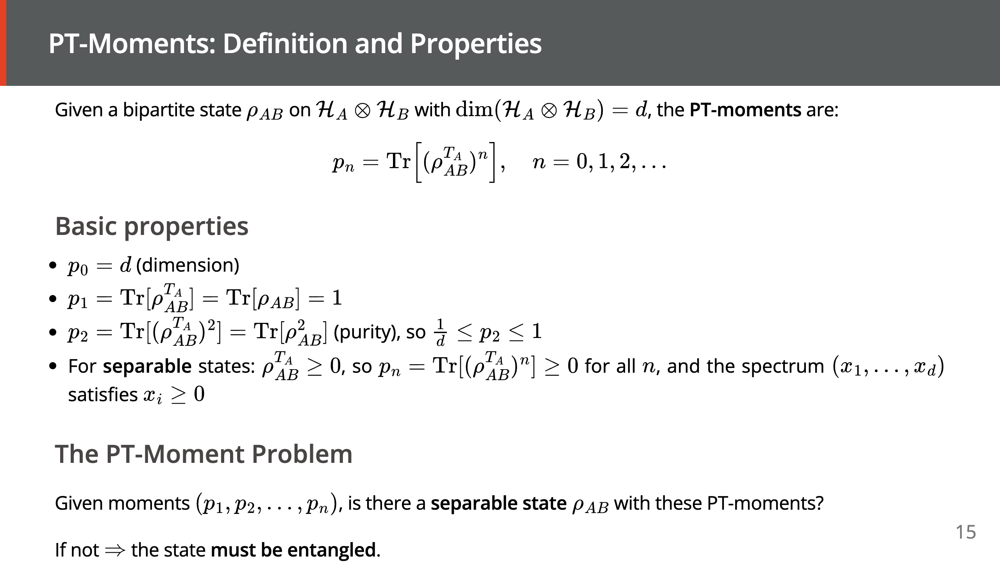 PT-Moments: Definition and Properties
Given a bipartite state $\rho_{AB}$ on $\mathcal{H}_A \otimes \mathcal{H}_B$ with $\dim(\mathcal{H}_A \otimes \mathcal{H}_B) = d$, the PT-moments are:
$p_n = \mathrm{Tr}\Big[(\rho_{AB}^{T_A})^n\Big], \quad n = 0, 1, 2, \ldots$
Basic properties
• $p_0 = d$ (dimension)
• $p_1 = \mathrm{Tr}[\rho_{AB}^{T_A}] = \mathrm{Tr}[\rho_{AB}] = 1$
• $p_2 = \mathrm{Tr}[(\rho_{AB}^{T_A})^2] = \mathrm{Tr}[\rho_{AB}^2]$ (purity), so $\frac{1}{d} \leq p_2 \leq 1$
• For separable states: $\rho_{AB}^{T_A} \geq 0$, so $p_n = \mathrm{Tr}[(\rho_{AB}^{T_A})^n] \geq 0$ for all $n$, and the spectrum $(x_1, \ldots, x_d)$
satisfies $x_i \geq 0$
The PT-Moment Problem
Given moments $(p_1, p_2, \ldots, p_n)$, is there a separable state $\rho_{AB}$ with these PT-moments?
15
If not $\Rightarrow$ the state must be entangled.